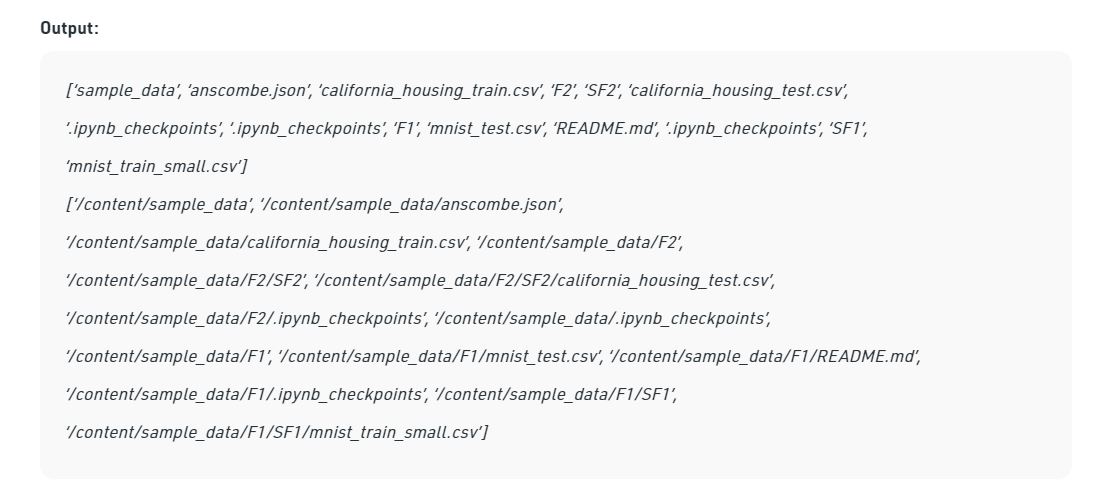 Output:
[‘sample_data’, ‘anscombe.json’, ‘california_housing_train.csv’, ‘F2’, ‘SF2’, ‘california_housing_test.csv’,
‘.ipynb_checkpoints’, ‘.ipynb_checkpoints’, ‘F1’, ‘mnist_test.csv’, ‘README.md’, ‘.ipynb_checkpoints’, ‘SF1’,
‘mnist_train_small.csv’]
[‘/content/sample_data’, ‘/content/sample_data/anscombe.json’,
‘/content/sample_data/california_housing_train.csv’, ‘/content/sample_data/F2’,
‘/content/sample_data/F2/SF2’, ‘/content/sample_data/F2/SF2/california_housing_test.csv’,
‘/content/sample_data/F2/.ipynb_checkpoints’, ‘/content/sample_data/.ipynb_checkpoints’,
‘/content/sample_data/F1’, ‘/content/sample_data/F1/mnist_test.csv’, ‘/content/sample_data/F1/README.md’,
‘/content/sample_data/F1/.ipynb_checkpoints’, ‘/content/sample_data/F1/SF1’,
‘/content/sample_data/F1/SF1/mnist_train_small.csv’]